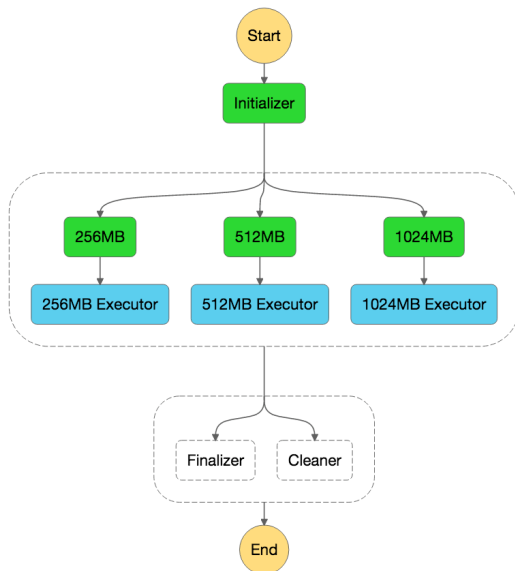 Start
Initializer
256MB
512MB
1024MB
256MB Executor
512MB Executor
1024MB Executor
Finalizer
Cleaner
End